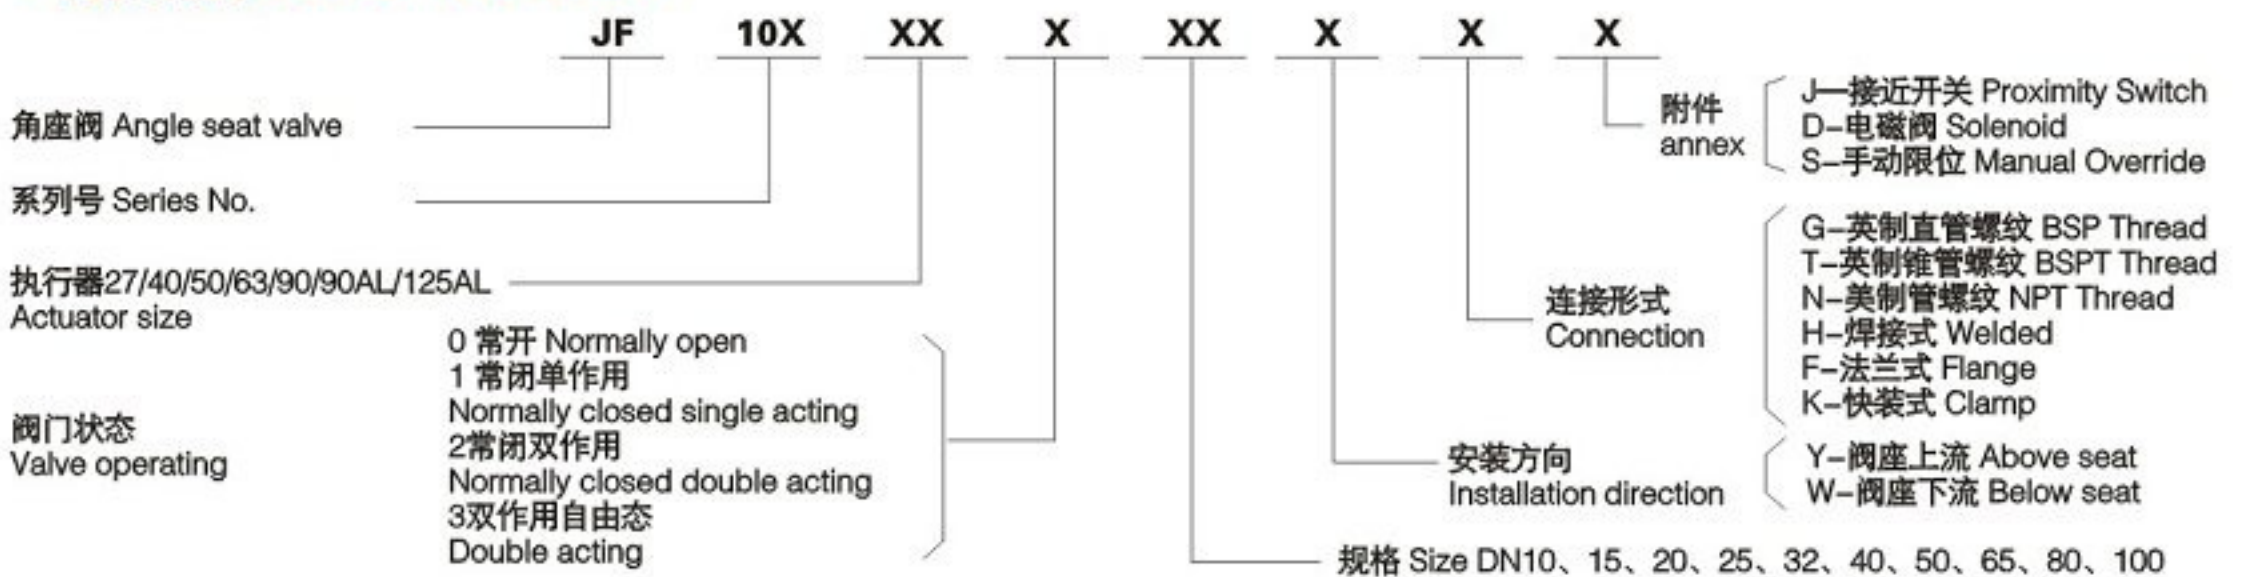 JF 10X XX X XX X X X
角座阀 Angle seat valve
系列号 Series No.
执行器27/40/50/63/90/90AL/125AL
Actuator size
阀门状态
Valve operating
0 常开 Normally open
1 常闭单作用
Normally closed single acting
2常闭双作用
Normally closed double acting
3双作用自由态
Double acting
附件
annex
J—接近开关 Proximity Switch
D–电磁阀 Solenoid
S–手动限位 Manual Override
连接形式
Connection
G–英制直管螺纹 BSP Thread
T–英制锥管螺纹 BSPT Thread
N–美制管螺纹 NPT Thread
H–焊接式 Welded
F–法兰式 Flange
K–快装式 Clamp
安装方向
Installation direction
Y–阀座上流 Above seat
W–阀座下流 Below seat
规格 Size DN10、15、20、25、32、40、50、65、80、100